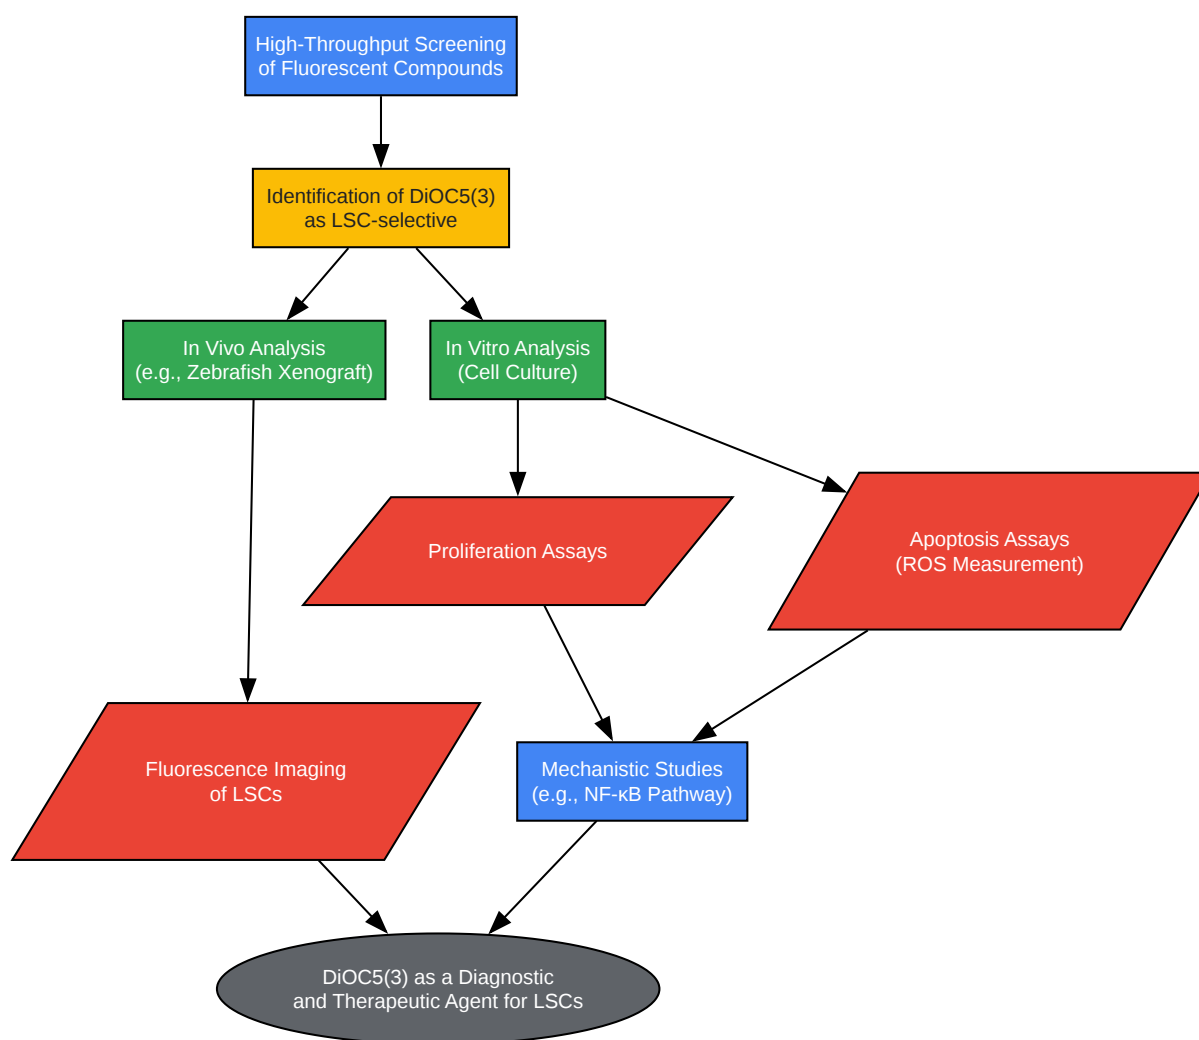 High-Throughput Screening
of Fluorescent Compounds
Identification of DiOC5(3)
as LSC-selective
In Vivo Analysis
(e.g., Zebrafish Xenograft)
In Vitro Analysis
(Cell Culture)
Proliferation Assays
Apoptosis Assays
(ROS Measurement)
Fluorescence Imaging
of LSCs
Mechanistic Studies
(e.g., NF-κB Pathway)
DiOC5(3) as a Diagnostic
and Therapeutic Agent for LSCs